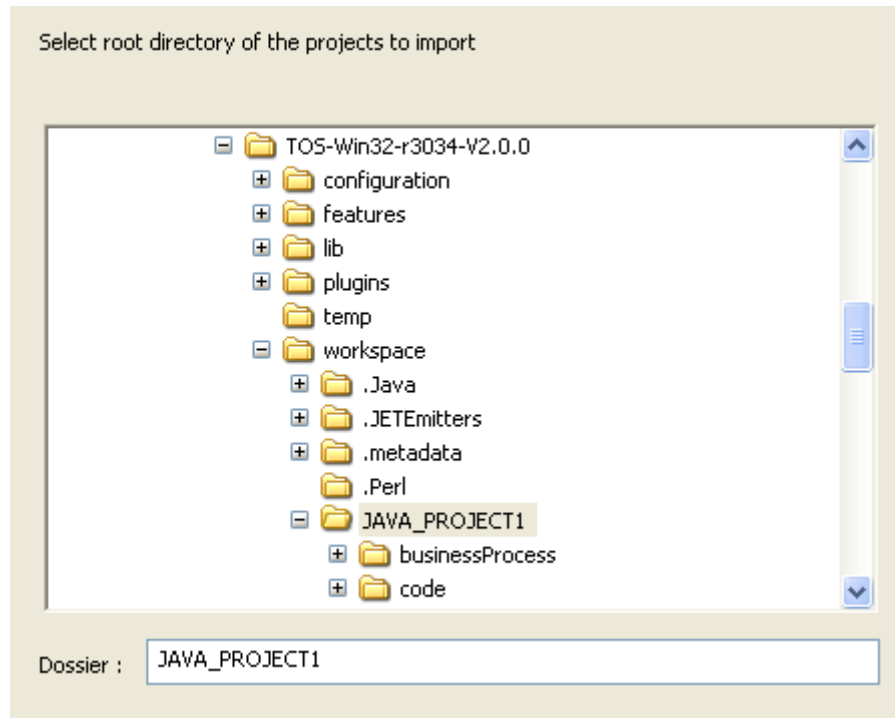 Select root directory of the projects to import
TOS-Win32-r3034-V2.0.0
configuration
features
lib
plugins
temp
workspace
.Java
.JETEmitters
.metadata
.Perl
JAVA_PROJECT1
businessProcess
code
Dossier : JAVA_PROJECT1